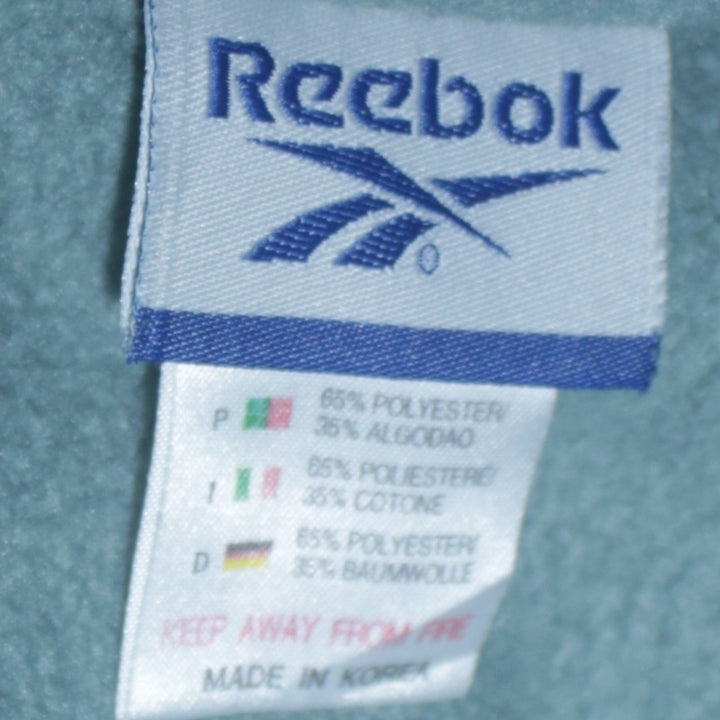 Reebok
®
P 65% POLYESTER/
35% ALGODAO
I 65% POLIESTERE/
35% COTONE
D 65% POLYESTER/
35% BAUMWOLLE
KEEP AWAY FROM FIRE
MADE IN KOREA